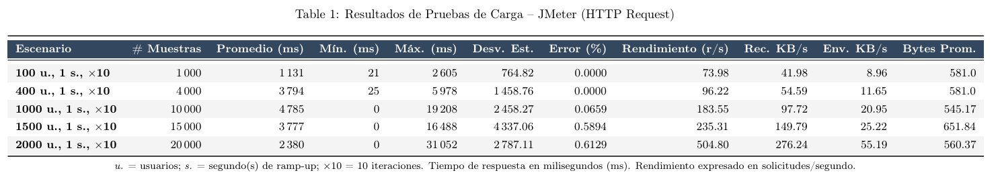 Table 1: Resultados de Pruebas de Carga – JMeter (HTTP Request)
Escenario # Muestras Promedio (ms) Mín. (ms) Máx. (ms) Desv. Est. Error (%) Rendimiento (r/s) Rec. KB/s Env. KB/s Bytes Prom.
100 u., 1 s., ×10 1 000 1 131 21 2 605 764.82 0.0000 73.98 41.98 8.96 581.0
400 u., 1 s., ×10 4 000 3 794 25 5 978 1 458.76 0.0000 96.22 54.59 11.65 581.0
1000 u., 1 s., ×10 10 000 4 785 0 19 208 2 458.27 0.0659 183.55 97.72 20.95 545.17
1500 u., 1 s., ×10 15 000 3 777 0 16 488 4 337.06 0.5894 235.31 149.79 25.22 651.84
2000 u., 1 s., ×10 20 000 2 380 0 31 052 2 787.11 0.6129 504.80 276.24 55.19 560.37
u. = usuarios; s. = segundo(s) de ramp-up; ×10 = 10 iteraciones. Tiempo de respuesta en milisegundos (ms). Rendimiento expresado en solicitudes/segundo.